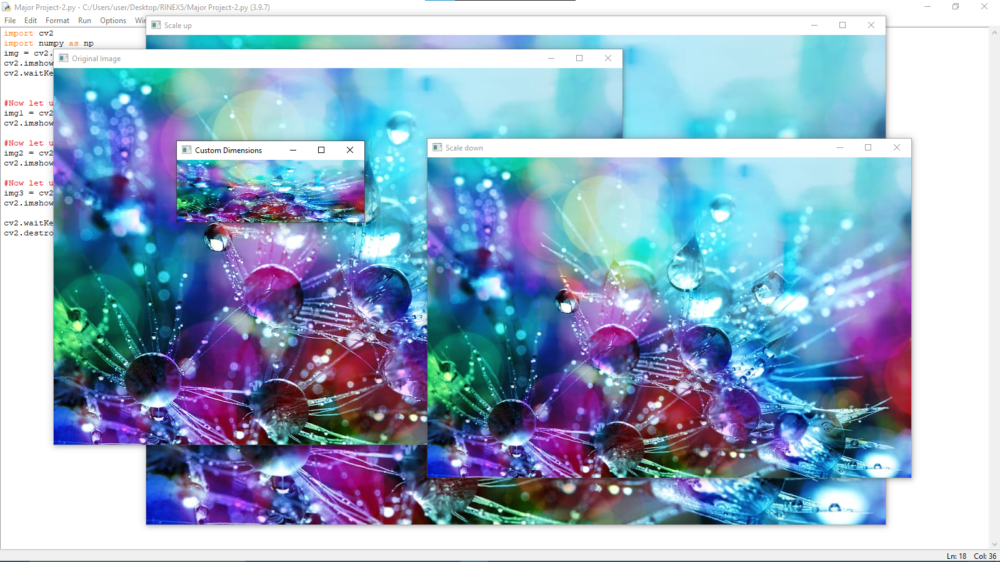 Major Project-2.py - C:/Users/user/Desktop/RINEX5/Major Project-2.py (3.9.7)
File Edit Format Run Options Win
Scale up
import cv2
import numpy as np
img = cv2.
cv2.imshow
cv2.waitKe
Original Image
#Now let u
img1 = cv2
cv2.imshow
#Now let u
img2 = cv2
cv2.imshow
Custom Dimensions
Scale down
#Now let u
img3 = cv2
cv2.imshow
cv2.waitKe
cv2.destro
Ln: 18 Col: 36